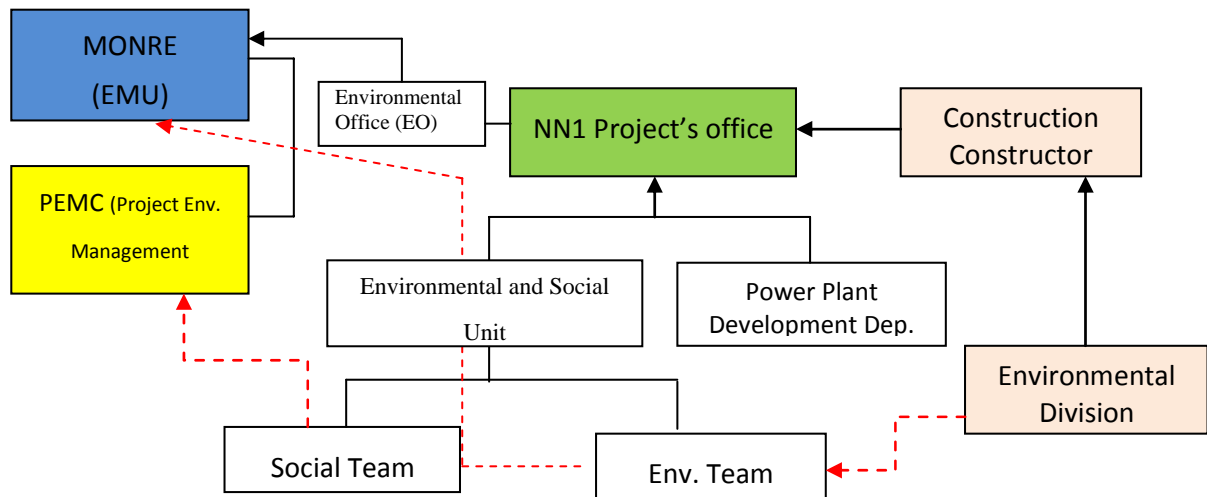 MONRE
(EMU)
Environmental
Office (EO)
NN1 Project’s office
Construction
Constructor
PEMC (Project Env.
Management
Environmental and Social
Unit
Power Plant
Development Dep.
Environmental
Division
Social Team
Env. Team